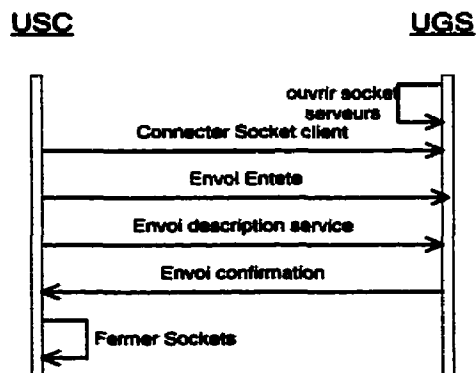 USC
UGS
ouvrir socket
serveurs
Connecter Socket client
Envoi Entete
Envoi description service
Envoi confirmation
Fermer Sockets